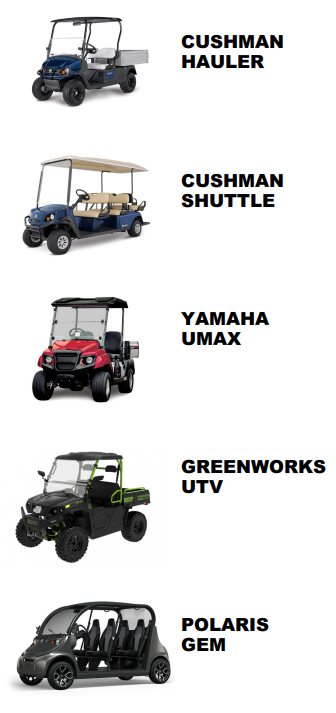 CUSHMAN
HAULER
CUSHMAN
SHUTTLE
YAMAHA
UMAX
GREENWORKS
UTV
POLARIS
GEM